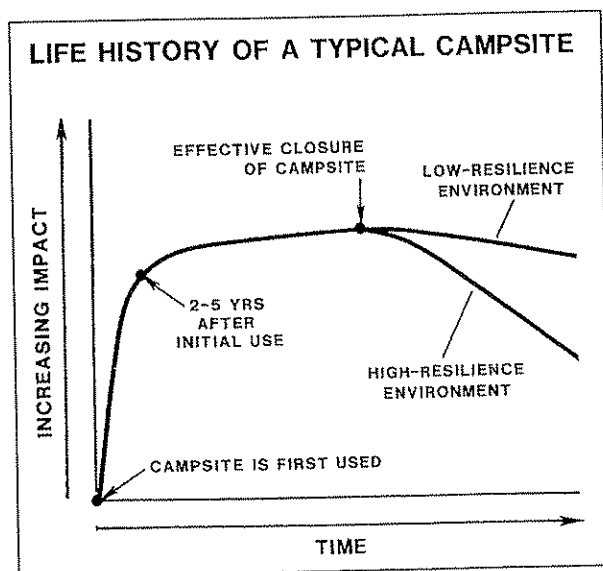 LIFE HISTORY OF A TYPICAL CAMPSITE
EFFECTIVE CLOSURE
OF CAMPSITE
LOW-RESILIENCE
ENVIRONMENT
INCREASING IMPACT
2-5 YRS
AFTER
INITIAL USE
HIGH-RESILIENCE
ENVIRONMENT
CAMPSITE IS FIRST USED
TIME